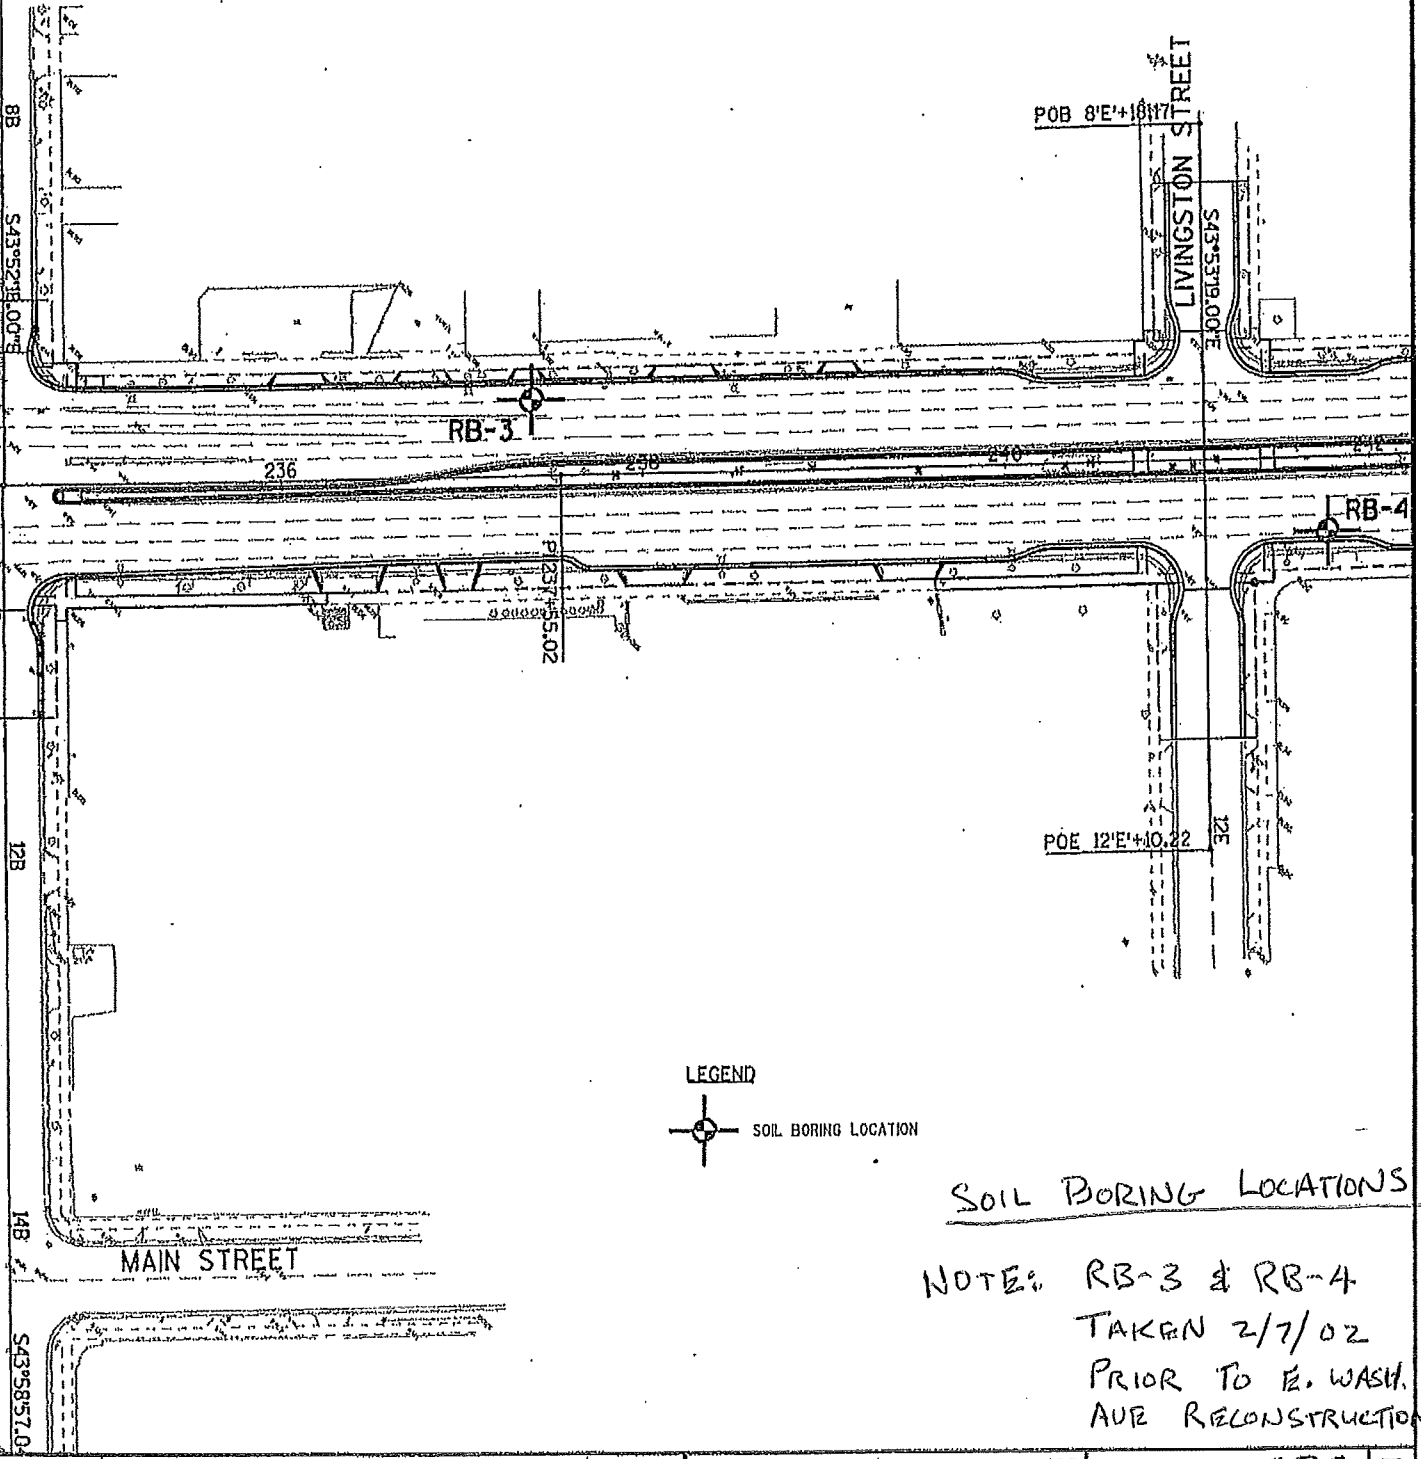 8B
S43°52'18.00"E
POB 8'E'+18.17
LIVINGSTON STREET
S43°53'19.00"E
RB-3
236
238
240
242
RB-4
P 237+55.02
12B
POE 12'E'+10.22
12E
LEGEND
SOIL BORING LOCATION
14B
MAIN STREET
S43°58'57.0
SOIL BORING LOCATIONS
NOTE: RB-3 & RB-4
TAKEN 2/7/02
PRIOR TO E. WASH.
AVE RECONSTRUCTION